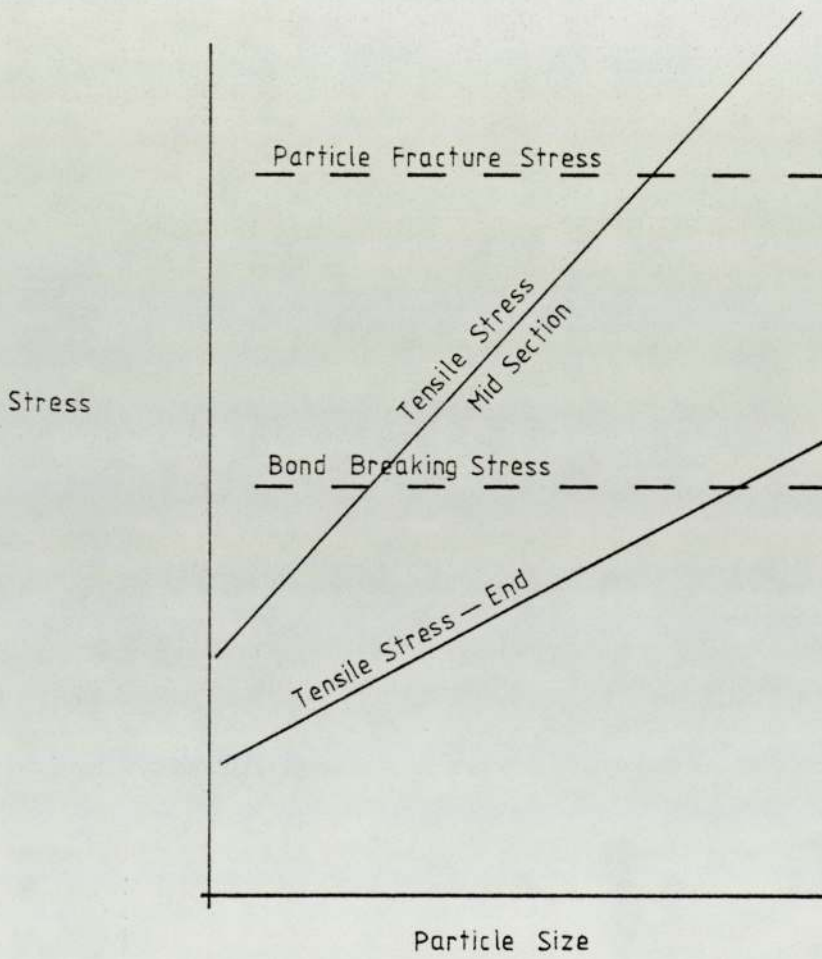 Particle Fracture Stress
Tensile Stress
Mid Section
Stress
Bond Breaking Stress
Tensile Stress — End
Particle Size